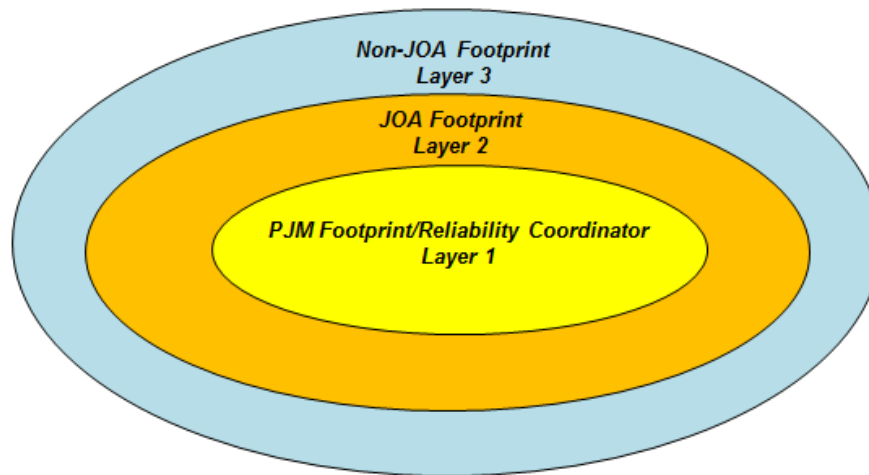 Non-JOA Footprint
Layer 3
JOA Footprint
Layer 2
PJM Footprint/Reliability Coordinator
Layer 1